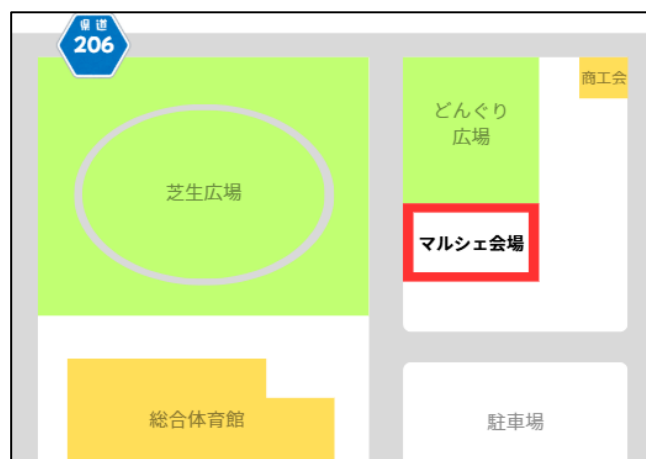 県道
206
商工会
どんぐり
広場
芝生広場
マルシェ会場
総合体育館
駐車場